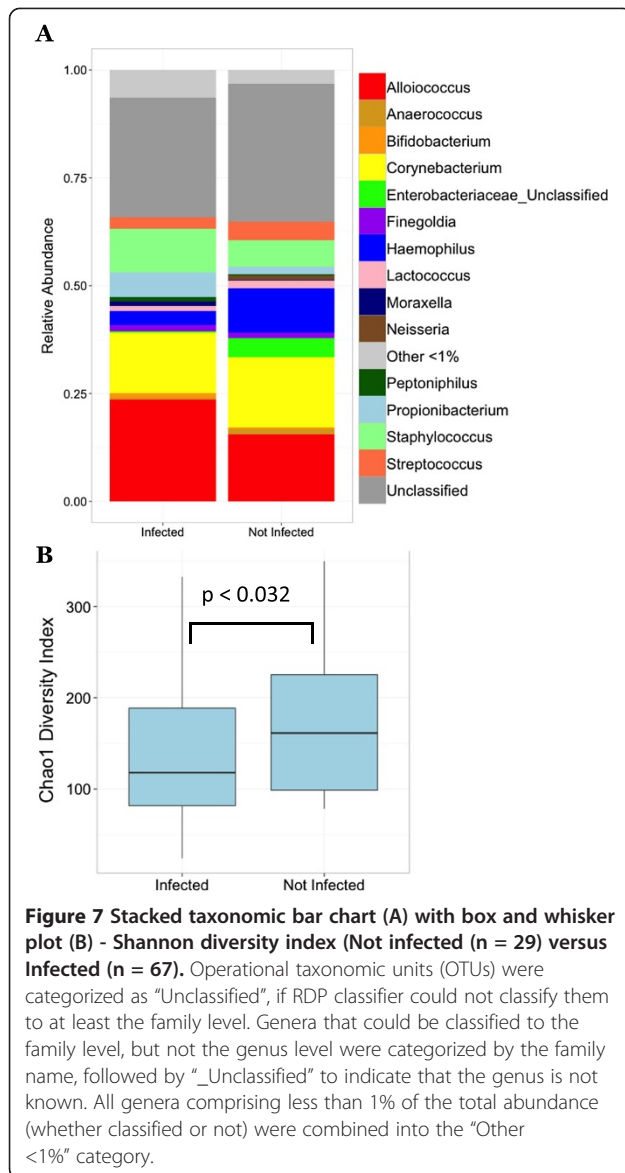 A
1.00
0.75
0.50
0.25
0.00
Relative Abundance
Infected
Not Infected
Alloiococcus
Anaerococcus
Bifidobacterium
Corynebacterium
Enterobacteriaceae_Unclassified
Finegoldia
Haemophilus
Lactococcus
Moraxella
Neisseria
Other <1%
Peptoniphilus
Propionibacterium
Staphylococcus
Streptococcus
Unclassified
B
p < 0.032
300
200
100
Chao1 Diversity Index
Infected
Not Infected
Figure 7 Stacked taxonomic bar chart (A) with box and whisker
plot (B) - Shannon diversity index (Not infected (n = 29) versus
Infected (n = 67). Operational taxonomic units (OTUs) were
categorized as “Unclassified”, if RDP classifier could not classify them
to at least the family level. Genera that could be classified to the
family level, but not the genus level were categorized by the family
name, followed by “_Unclassified” to indicate that the genus is not
known. All genera comprising less than 1% of the total abundance
(whether classified or not) were combined into the “Other
<1%” category.